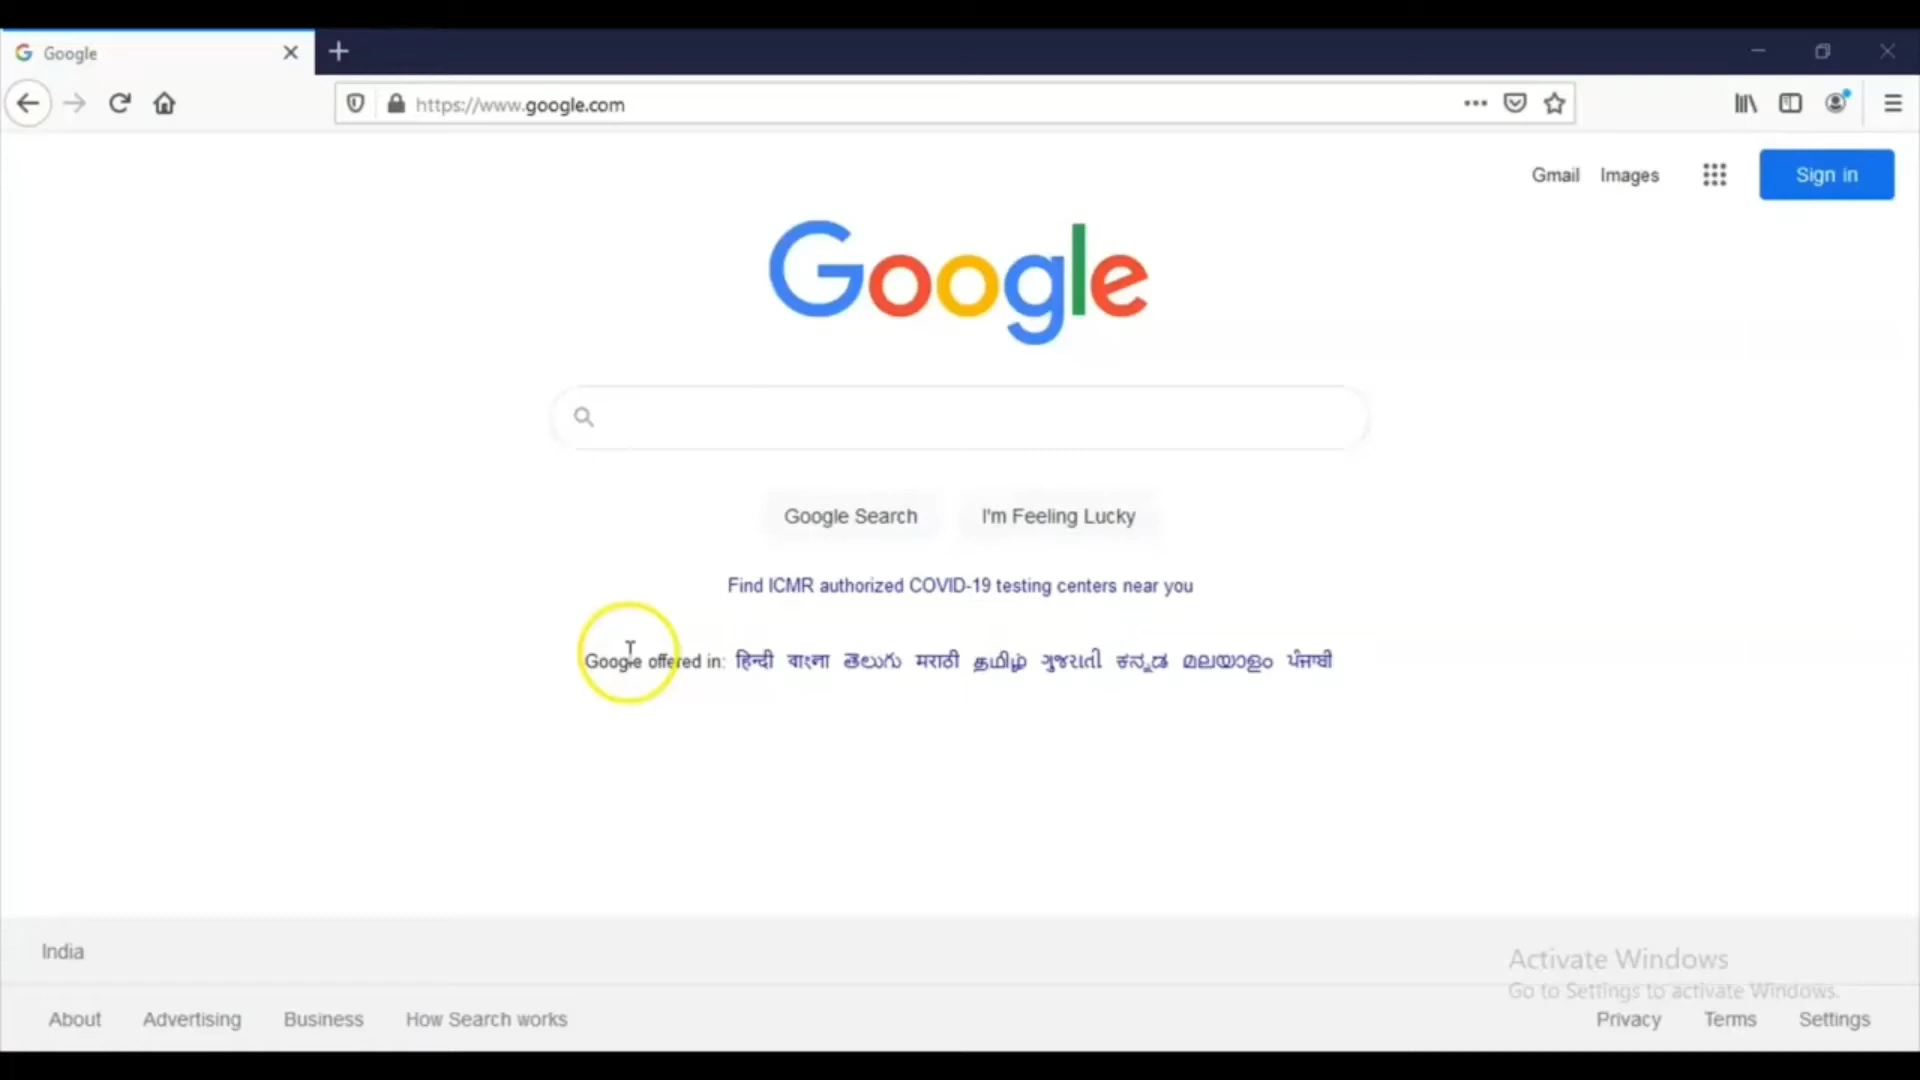 Google
https://www.google.com
Gmail Images Sign in
Google
Google Search I'm Feeling Lucky
Find ICMR authorized COVID-19 testing centers near you
Google offered in: हिन्दी বাংলা తెలుగు मराठी தமிழ் ગુજરાતી ಕನ್ನಡ മലയാളം ਪੰਜਾਬੀ
India
Activate Windows
Go to Settings to activate Windows.
About Advertising Business How Search works Privacy Terms Settings